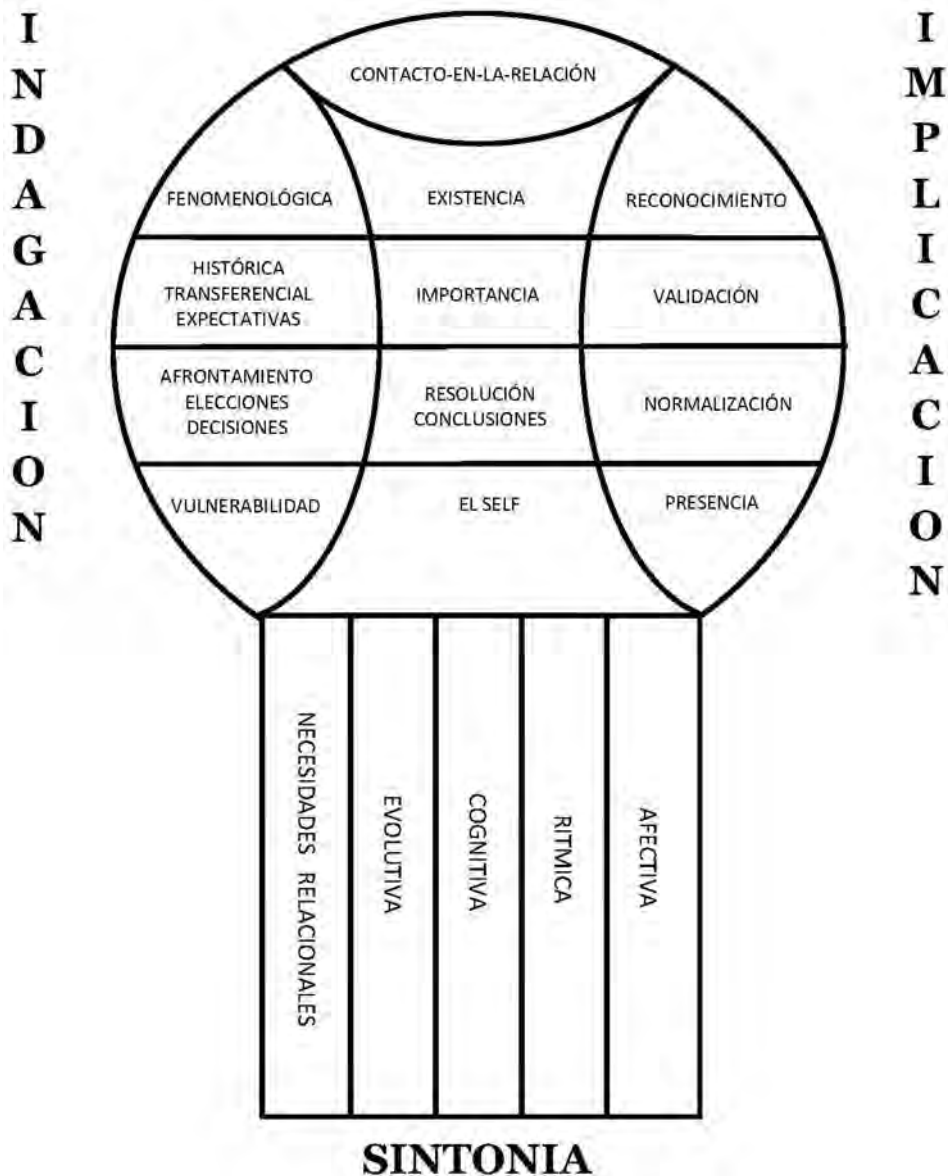 INDAGACION
IMPLICACION
CONTACTO-EN-LA-RELACIÓN
FENOMENOLÓGICA
EXISTENCIA
RECONOCIMIENTO
HISTÓRICA
TRANSFERENCIAL
EXPECTATIVAS
IMPORTANCIA
VALIDACIÓN
AFRONTAMIENTO
ELECCIONES
DECISIONES
RESOLUCIÓN
CONCLUSIONES
NORMALIZACIÓN
VULNERABILIDAD
EL SELF
PRESENCIA
NECESIDADES RELACIONALES
EVOLUTIVA
COGNITIVA
RITMICA
AFECTIVA
SINTONIA